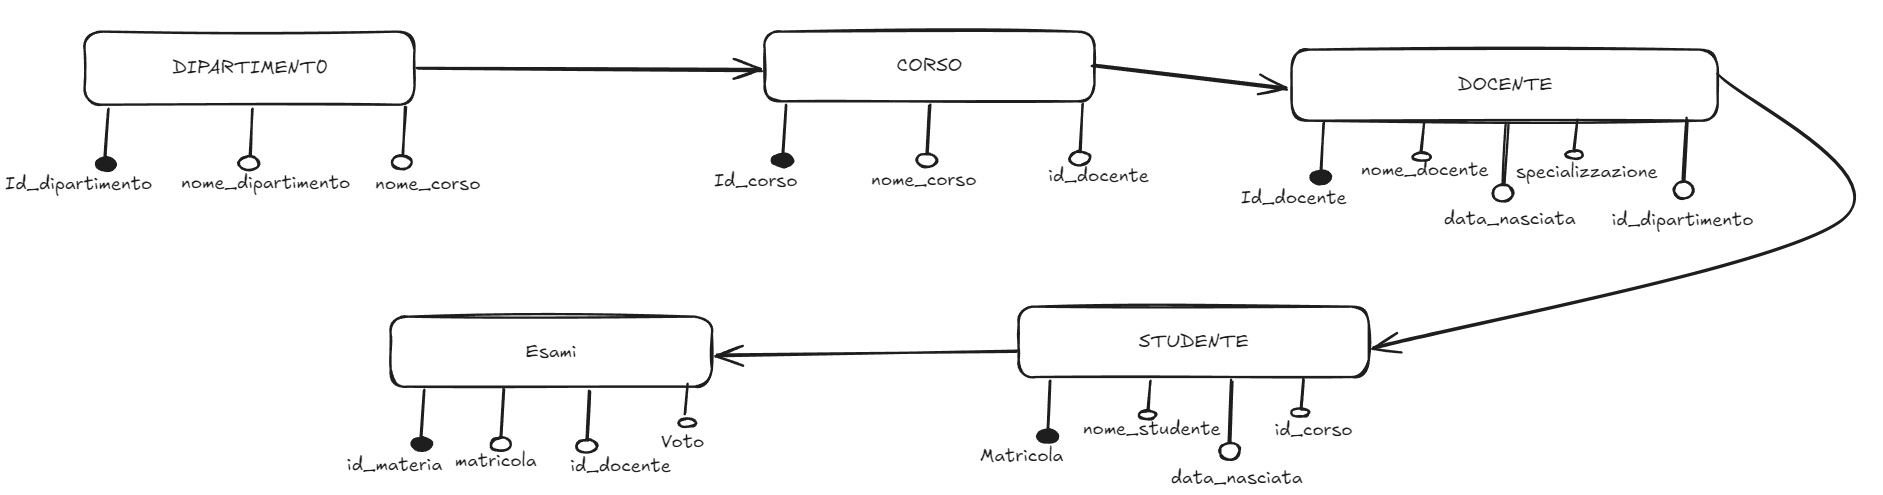 DIPARTIMENTO
Id_dipartimento
nome_dipartimento
nome_corso
CORSO
Id_corso
nome_corso
id_docente
DOCENTE
Id_docente
nome_docente
data_nasciata
specializzazione
id_dipartimento
Esami
id_materia
matricola
id_docente
Voto
STUDENTE
Matricola
nome_studente
data_nasciata
id_corso